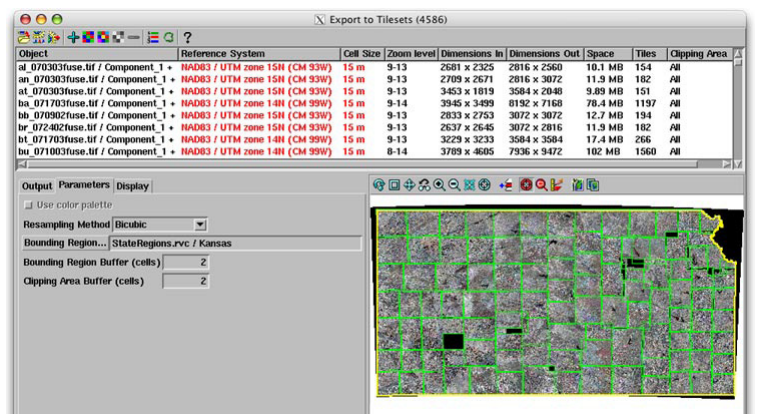 Export to Tilesets (4586)
?
Object Reference System Cell Size Zoom level Dimensions In Dimensions Out Space Tiles Clipping Area
al_070303fuse.tif / Component_1 + NAD83 / UTM zone 15N (CM 93W) 15 m 9-13 2681 x 2325 2816 x 2560 10.1 MB 154 All
an_070303fuse.tif / Component_1 + NAD83 / UTM zone 15N (CM 93W) 15 m 9-13 2709 x 2671 2816 x 3072 11.9 MB 182 All
at_070303fuse.tif / Component_1 + NAD83 / UTM zone 15N (CM 93W) 15 m 9-13 3453 x 1819 3584 x 2048 9.89 MB 151 All
ba_071703fuse.tif / Component_1 + NAD83 / UTM zone 14N (CM 99W) 15 m 9-14 3945 x 3499 8192 x 7168 78.4 MB 1197 All
bb_070902fuse.tif / Component_1 + NAD83 / UTM zone 15N (CM 93W) 15 m 9-13 2833 x 2753 3072 x 3072 12.7 MB 194 All
br_072402fuse.tif / Component_1 + NAD83 / UTM zone 15N (CM 93W) 15 m 9-13 2637 x 2645 3072 x 2816 11.9 MB 182 All
bt_071703fuse.tif / Component_1 + NAD83 / UTM zone 14N (CM 99W) 15 m 9-13 3229 x 3233 3584 x 3584 17.4 MB 266 All
bu_071003fuse.tif / Component_1 + NAD83 / UTM zone 14N (CM 99W) 15 m 8-14 3789 x 4605 7936 x 9472 102 MB 1560 All
Output Parameters Display
Use color palette
Resampling Method Bicubic
Bounding Region... StateRegions.rvc / Kansas
Bounding Region Buffer (cells) 2
Clipping Area Buffer (cells) 2